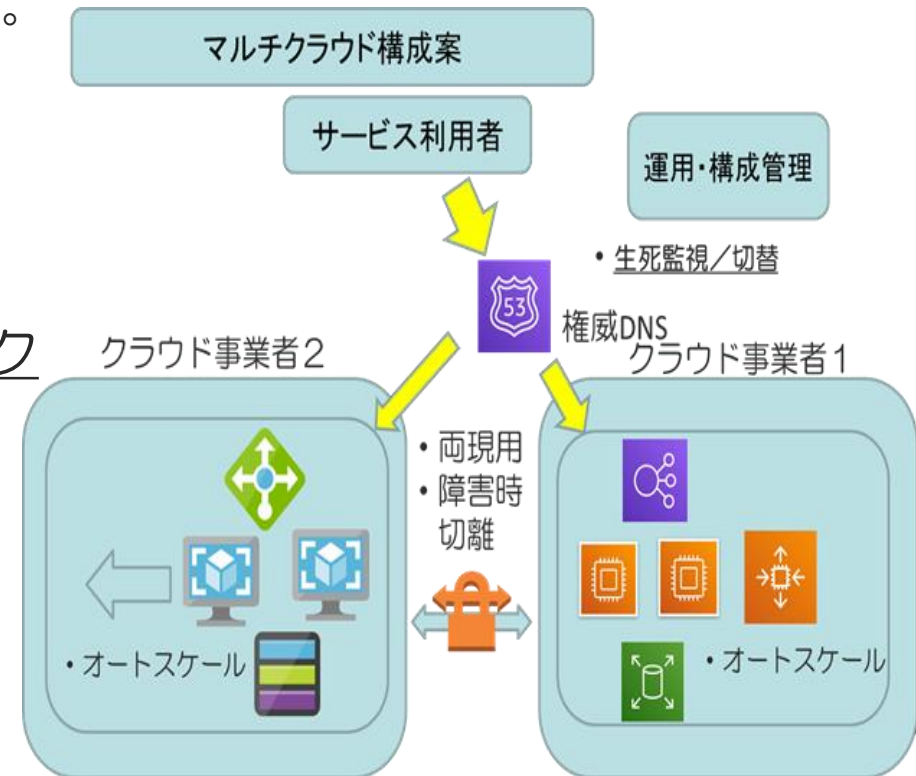 。
マルチクラウド構成案
サービス利用者
運用・構成管理
• 生死監視／切替
53
権威DNS
ク
クラウド事業者２
クラウド事業者１
• 両現用
• 障害時
切離
・オートスケール
・オートスケール